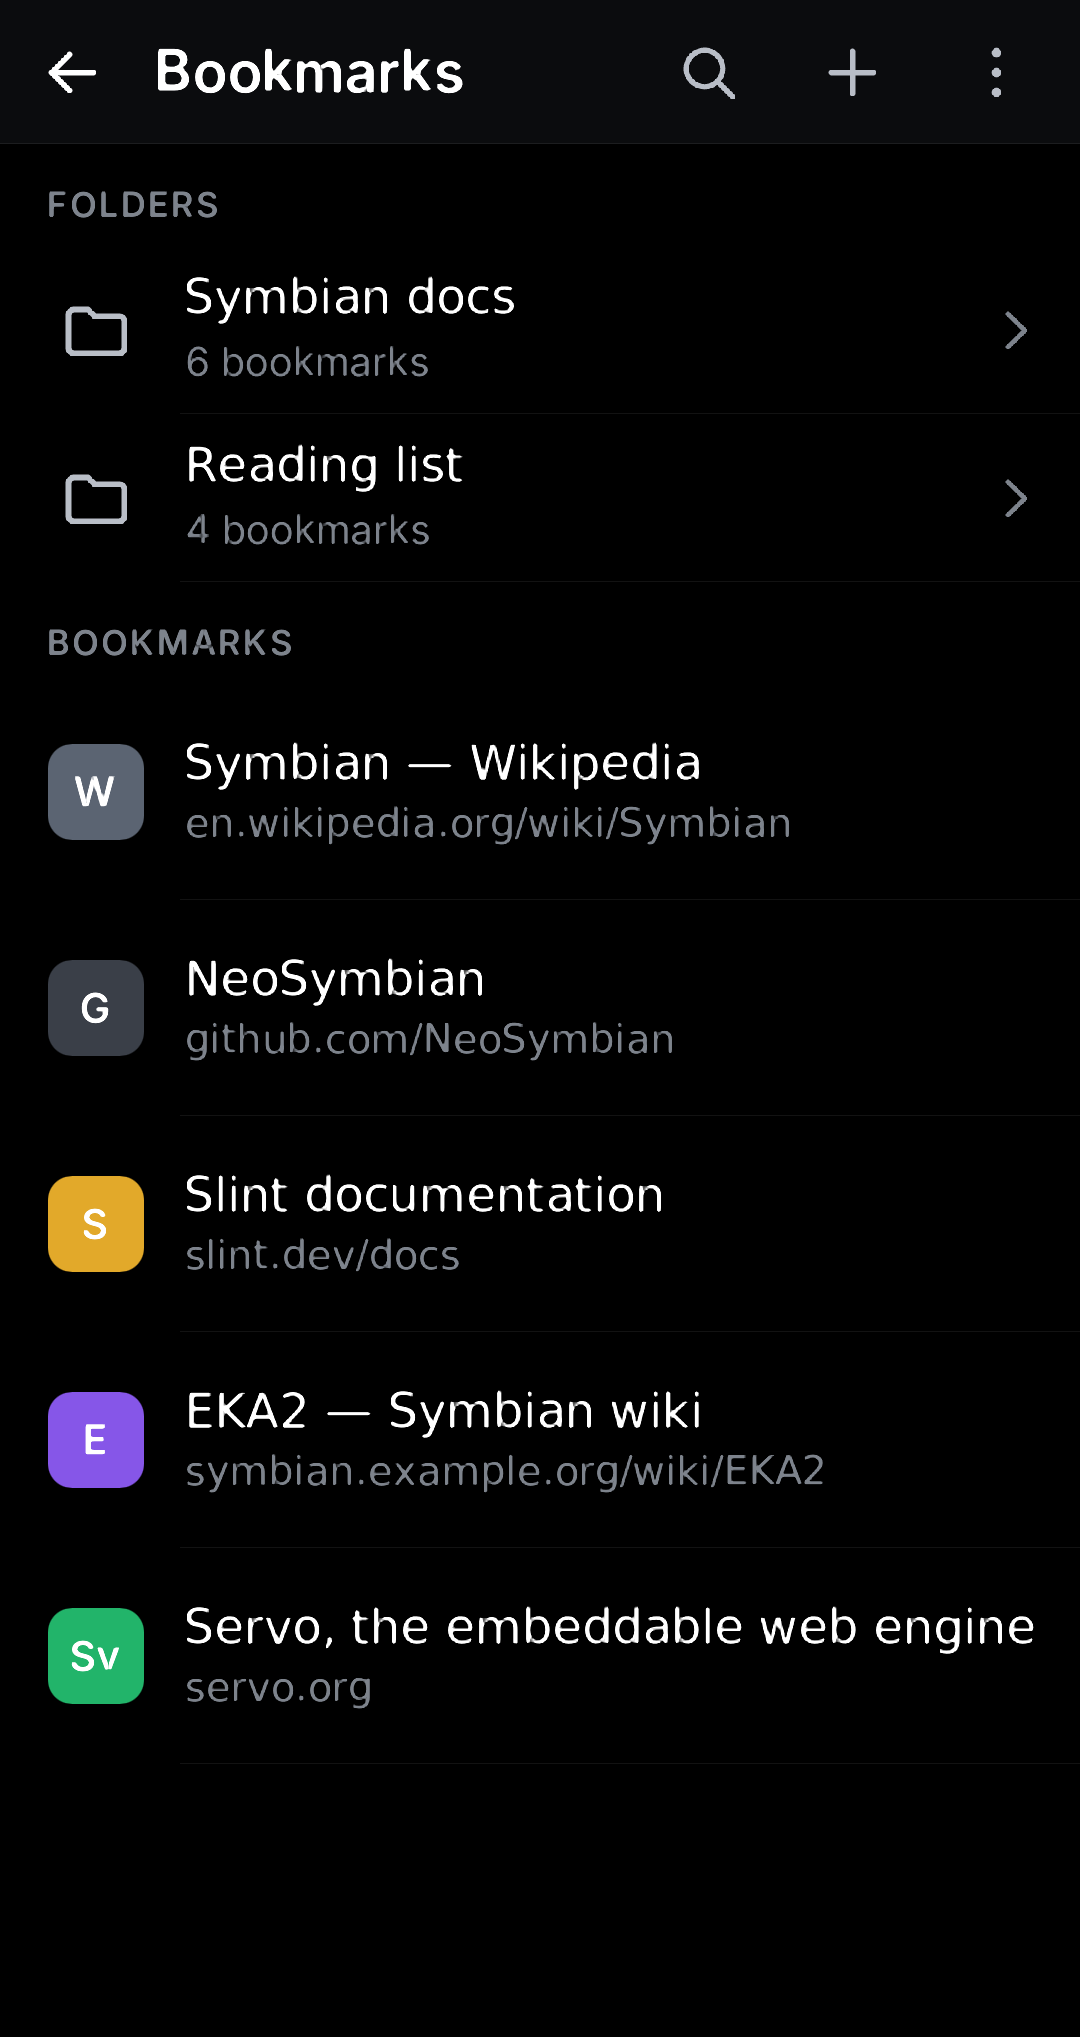 Bookmarks
FOLDERS
Symbian docs
6 bookmarks
Reading list
4 bookmarks
BOOKMARKS
W
Symbian — Wikipedia
en.wikipedia.org/wiki/Symbian
G
NeoSymbian
github.com/NeoSymbian
S
Slint documentation
slint.dev/docs
E
EKA2 — Symbian wiki
symbian.example.org/wiki/EKA2
Sv
Servo, the embeddable web engine
servo.org